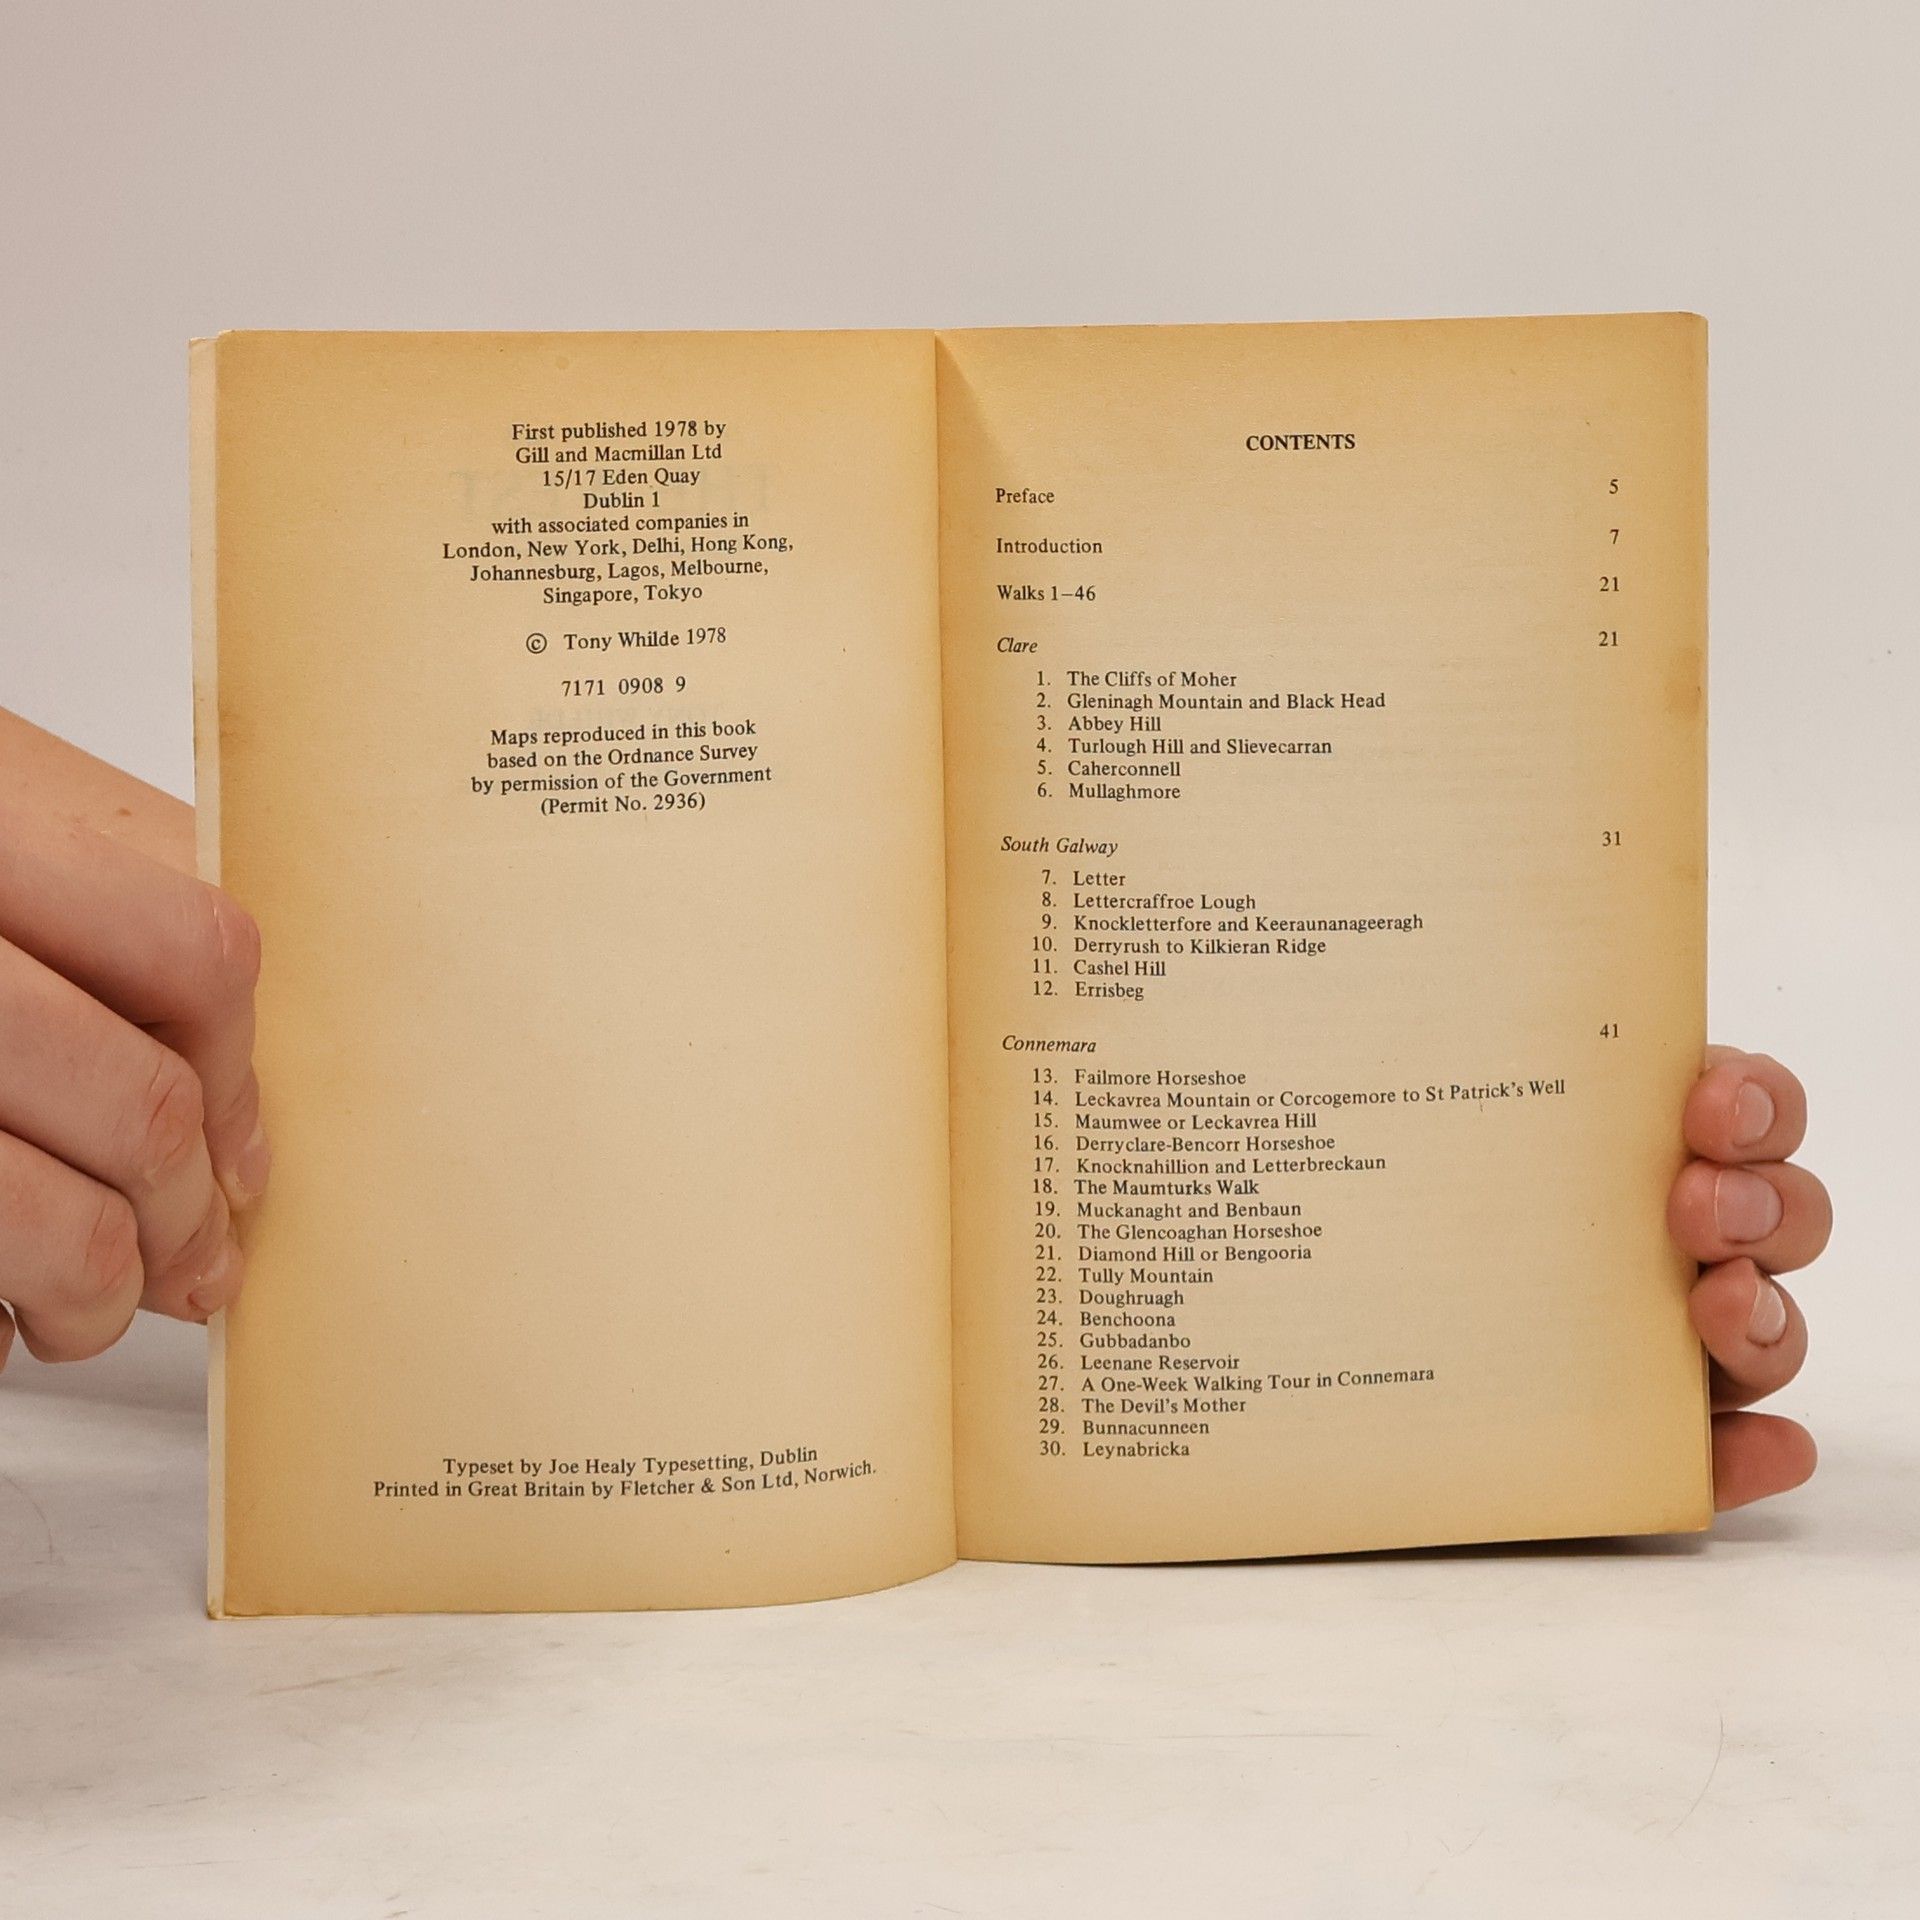 First published 1978 by
Gill and Macmillan Ltd
15/17 Eden Quay
Dublin 1
with associated companies in
London, New York, Delhi, Hong Kong,
Johannesburg, Lagos, Melbourne,
Singapore, Tokyo
© Tony Whilde 1978
7171 0908 9
Maps reproduced in this book
based on the Ordnance Survey
by permission of the Government
(Permit No. 2936)
Typeset by Joe Healy Typesetting, Dublin
Printed in Great Britain by Fletcher & Son Ltd, Norwich.
CONTENTS
Preface 5
Introduction 7
Walks 1–46 21
Clare 21
1. The Cliffs of Moher
2. Gleninagh Mountain and Black Head
3. Abbey Hill
4. Turlough Hill and Slievecarran
5. Caherconnell
6. Mullaghmore
South Galway 31
7. Letter
8. Lettercraffroe Lough
9. Knockletterfore and Keeraunanageeragh
10. Derryrush to Kilkieran Ridge
11. Cashel Hill
12. Errisbeg
Connemara 41
13. Failmore Horseshoe
14. Leckavrea Mountain or Corcogemore to St Patrick's Well
15. Maumwee or Leckavrea Hill
16. Derryclare-Bencorr Horseshoe
17. Knocknahillion and Letterbreckaun
18. The Maumturks Walk
19. Muckanaght and Benbaun
20. The Glencoaghan Horseshoe
21. Diamond Hill or Bengooria
22. Tully Mountain
23. Doughruagh
24. Benchoona
25. Gubbadanbo
26. Leenane Reservoir
27. A One-Week Walking Tour in Connemara
28. The Devil's Mother
29. Bunnacunneen
30. Leynabricka